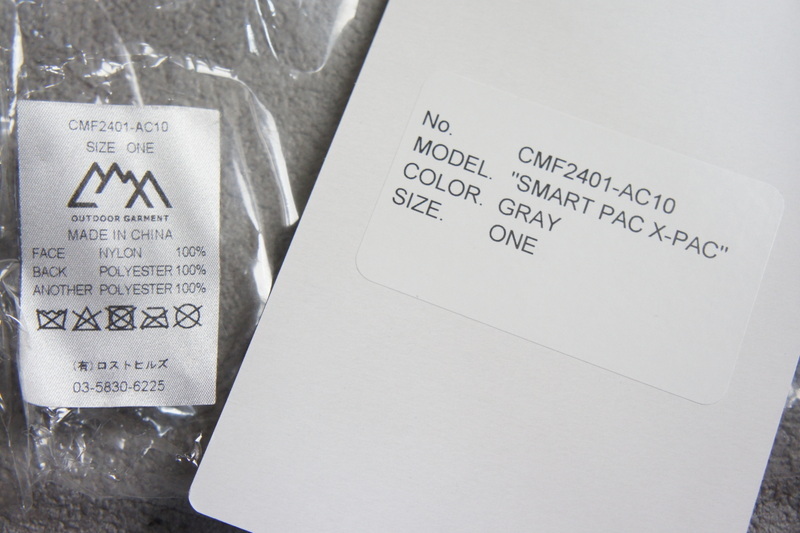 CMF2401-AC10
SIZE ONE
OUTDOOR GARMENT
MADE IN CHINA
FACE NYLON 100%
BACK POLYESTER 100%
ANOTHER POLYESTER 100%
(有)ロストヒルズ
03-5830-6225
No. CMF2401-AC10
MODEL. "SMART PAC X-PAC"
COLOR. GRAY
SIZE. ONE